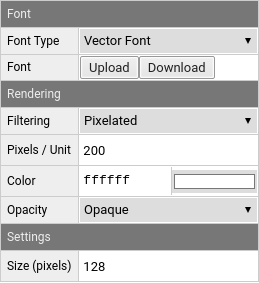 Font
Font Type Vector Font
Font Upload Download
Rendering
Filtering Pixelated
Pixels / Unit 200
Color ffffff
Opacity Opaque
Settings
Size (pixels) 128